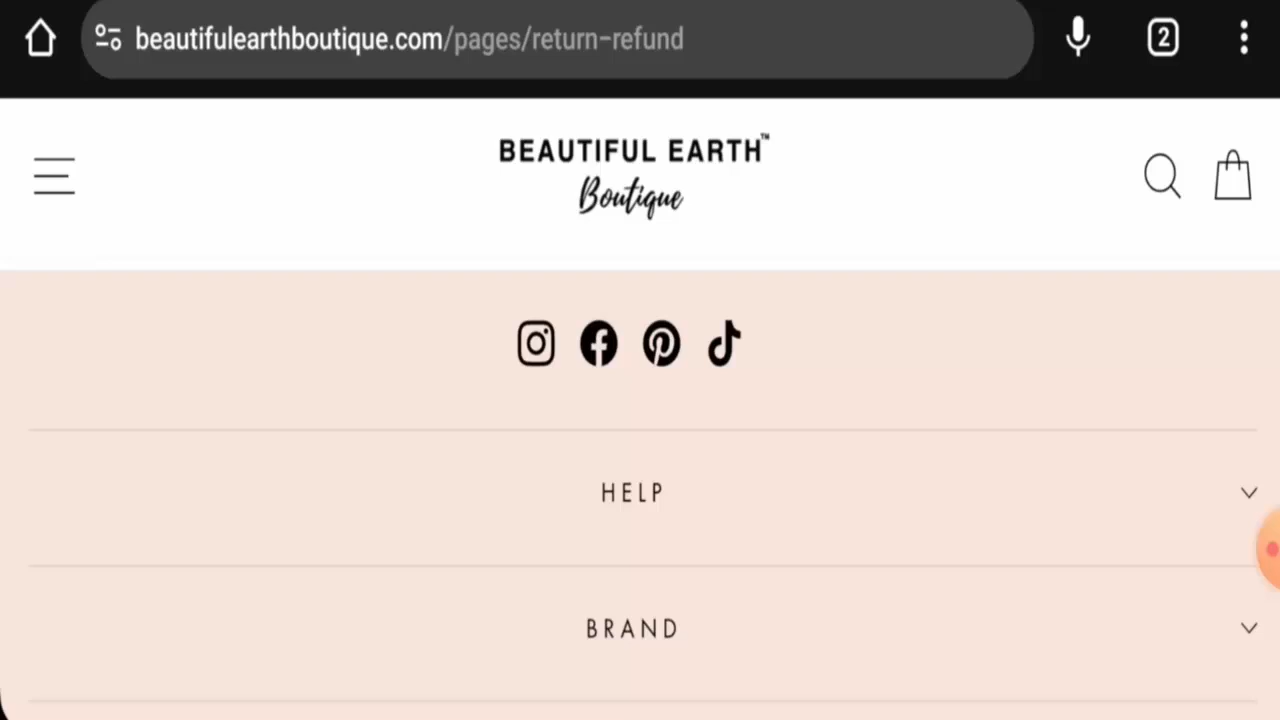 beautifulearthboutique.com/pages/return-refund
2
BEAUTIFUL EARTH™
Boutique
HELP
BRAND